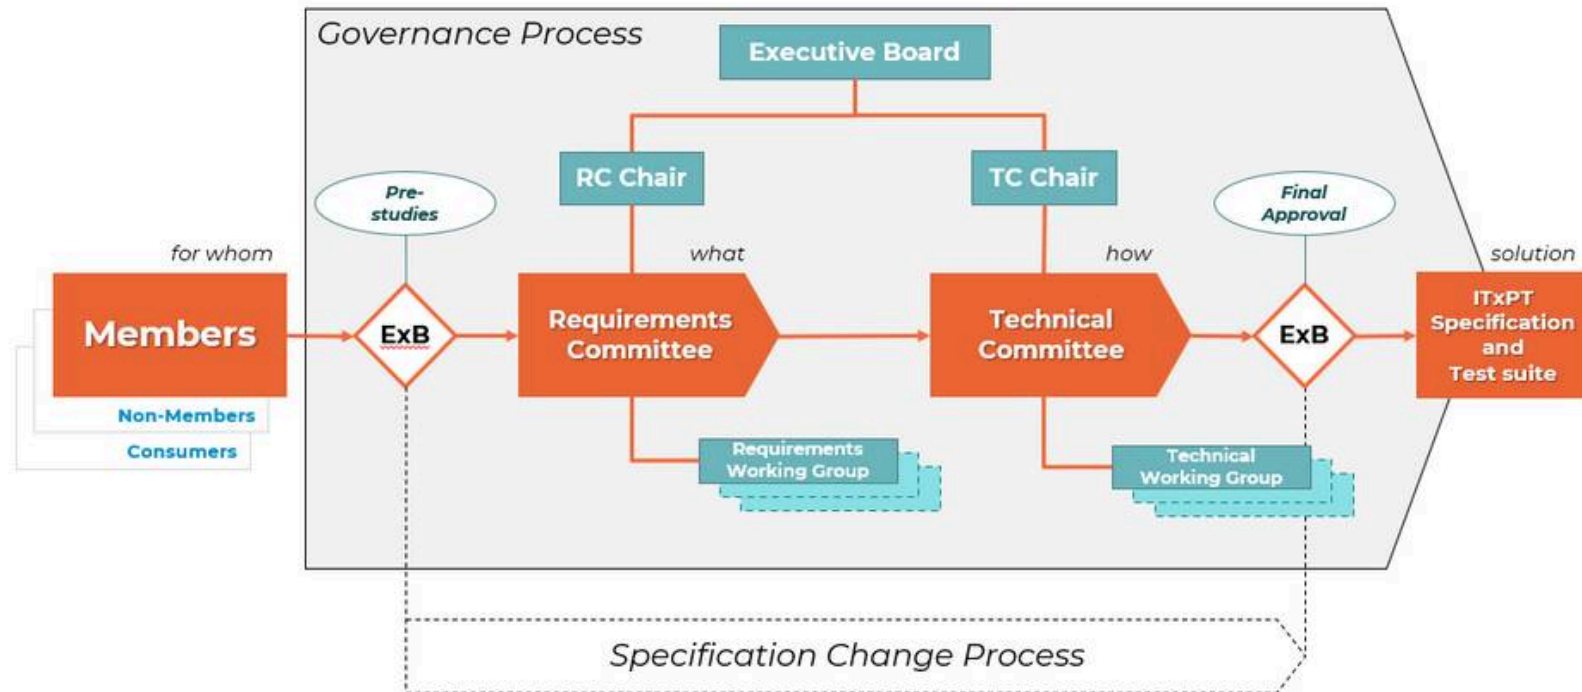 Governance Process
Executive Board
RC Chair
TC Chair
Pre-
studies
Final
Approval
for whom
what
how
solution
Members
ExB
Requirements
Committee
Technical
Committee
ExB
ITxPT
Specification
and
Test suite
Non-Members
Consumers
Requirements
Working Group
Technical
Working Group
Specification Change Process